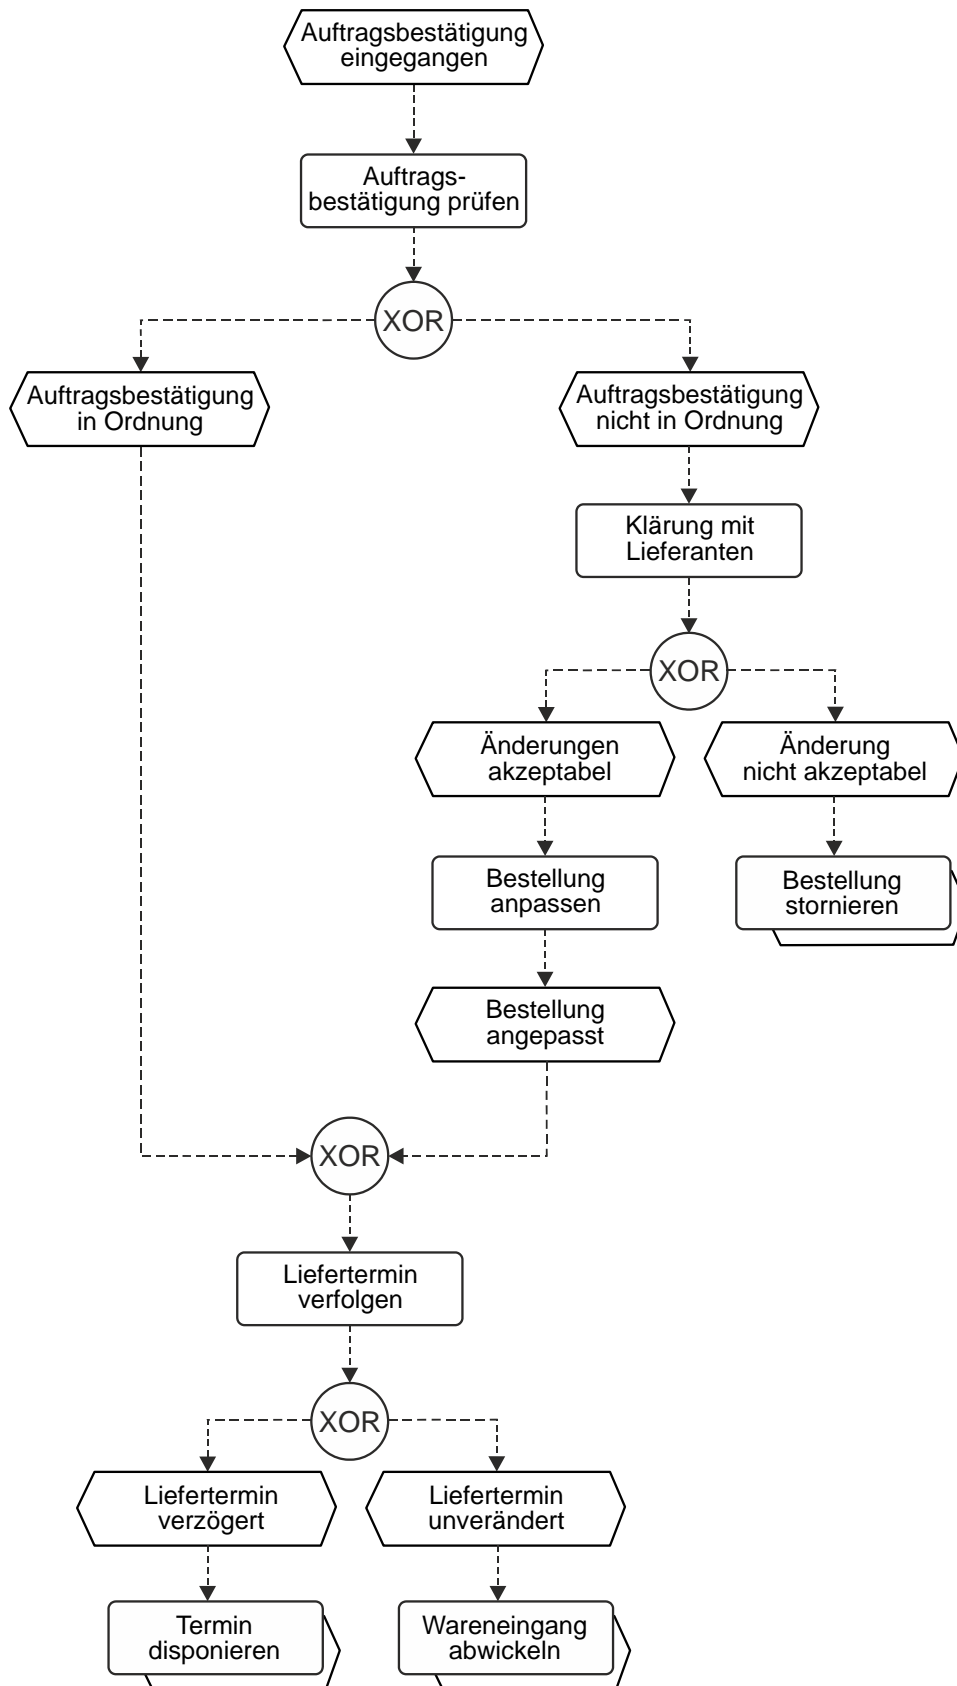 Auftragsbestätigung
eingegangen
Auftrags-
bestätigung prüfen
XOR
Auftragsbestätigung
in Ordnung
Auftragsbestätigung
nicht in Ordnung
Klärung mit
Lieferanten
XOR
Änderungen
akzeptabel
Änderung
nicht akzeptabel
Bestellung
anpassen
Bestellung
stornieren
Bestellung
angepasst
XOR
Liefertermin
verfolgen
XOR
Liefertermin
verzögert
Liefertermin
unverändert
Termin
disponieren
Wareneingang
abwickeln